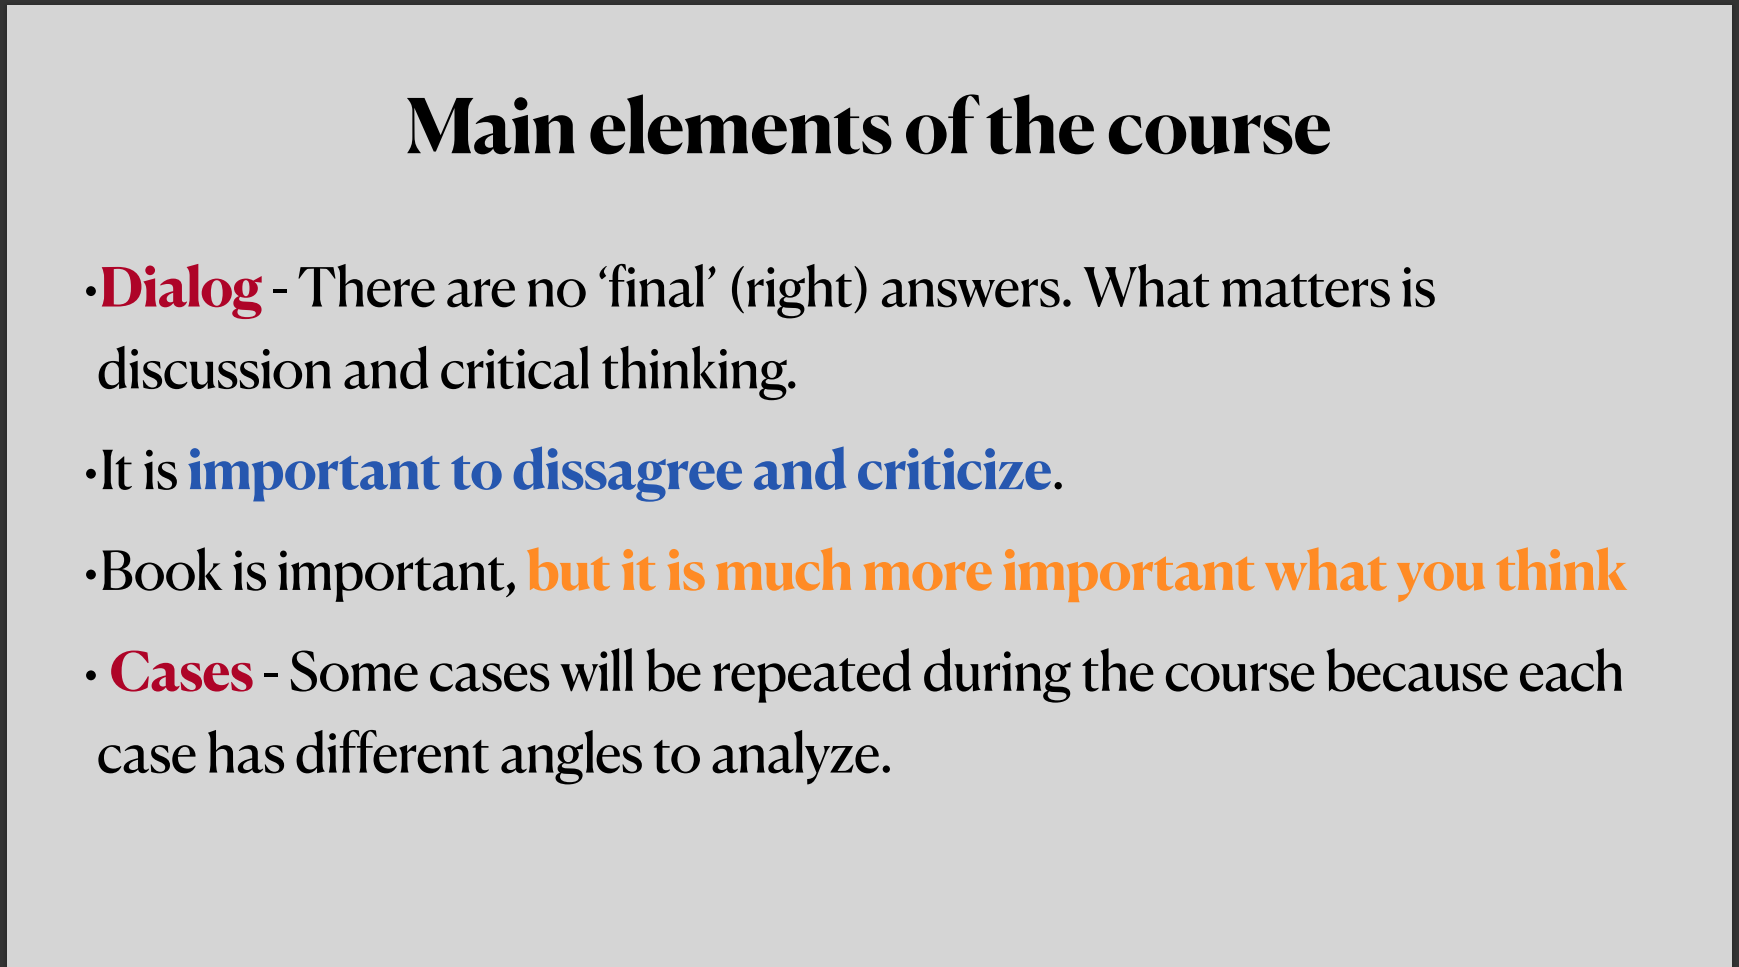 Main elements of the course
•Dialog - There are no ‘final’ (right) answers. What matters is
discussion and critical thinking.
•It is important to dissagree and criticize.
•Book is important, but it is much more important what you think
• Cases - Some cases will be repeated during the course because each
case has different angles to analyze.